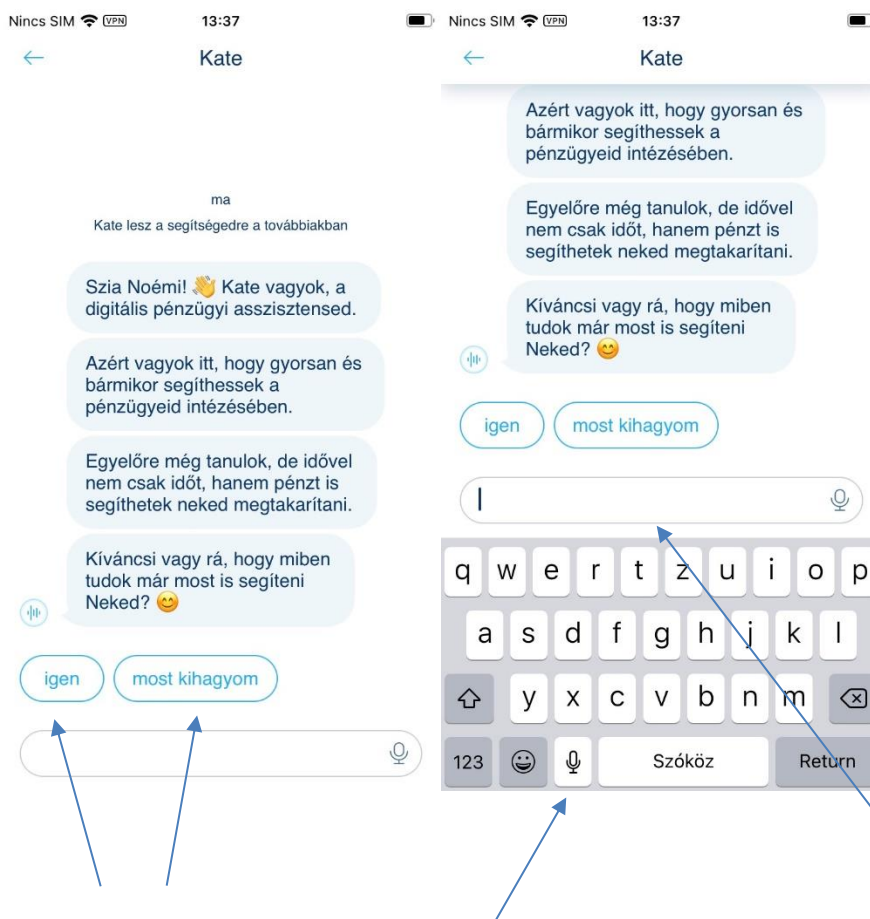 Nincs SIM VPN 13:37
Kate
ma
Kate lesz a segítségedre a továbbiakban
Szia Noémi! 👋 Kate vagyok, a
digitális pénzügyi asszisztensed.
Azért vagyok itt, hogy gyorsan és
bármikor segíthessek a
pénzügyeid intézésében.
Egyelőre még tanulok, de idővel
nem csak időt, hanem pénzt is
segíthetek neked megtakarítani.
Kíváncsi vagy rá, hogy miben
tudok már most is segíteni
Neked? 😊
igen most kihagyom
Nincs SIM VPN 13:37
Kate
Azért vagyok itt, hogy gyorsan és
bármikor segíthessek a
pénzügyeid intézésében.
Egyelőre még tanulok, de idővel
nem csak időt, hanem pénzt is
segíthetek neked megtakarítani.
Kíváncsi vagy rá, hogy miben
tudok már most is segíteni
Neked? 😊
igen most kihagyom
q w e r t z u i o p
a s d f g h j k l
y x c v b n m
123 Szóköz Return